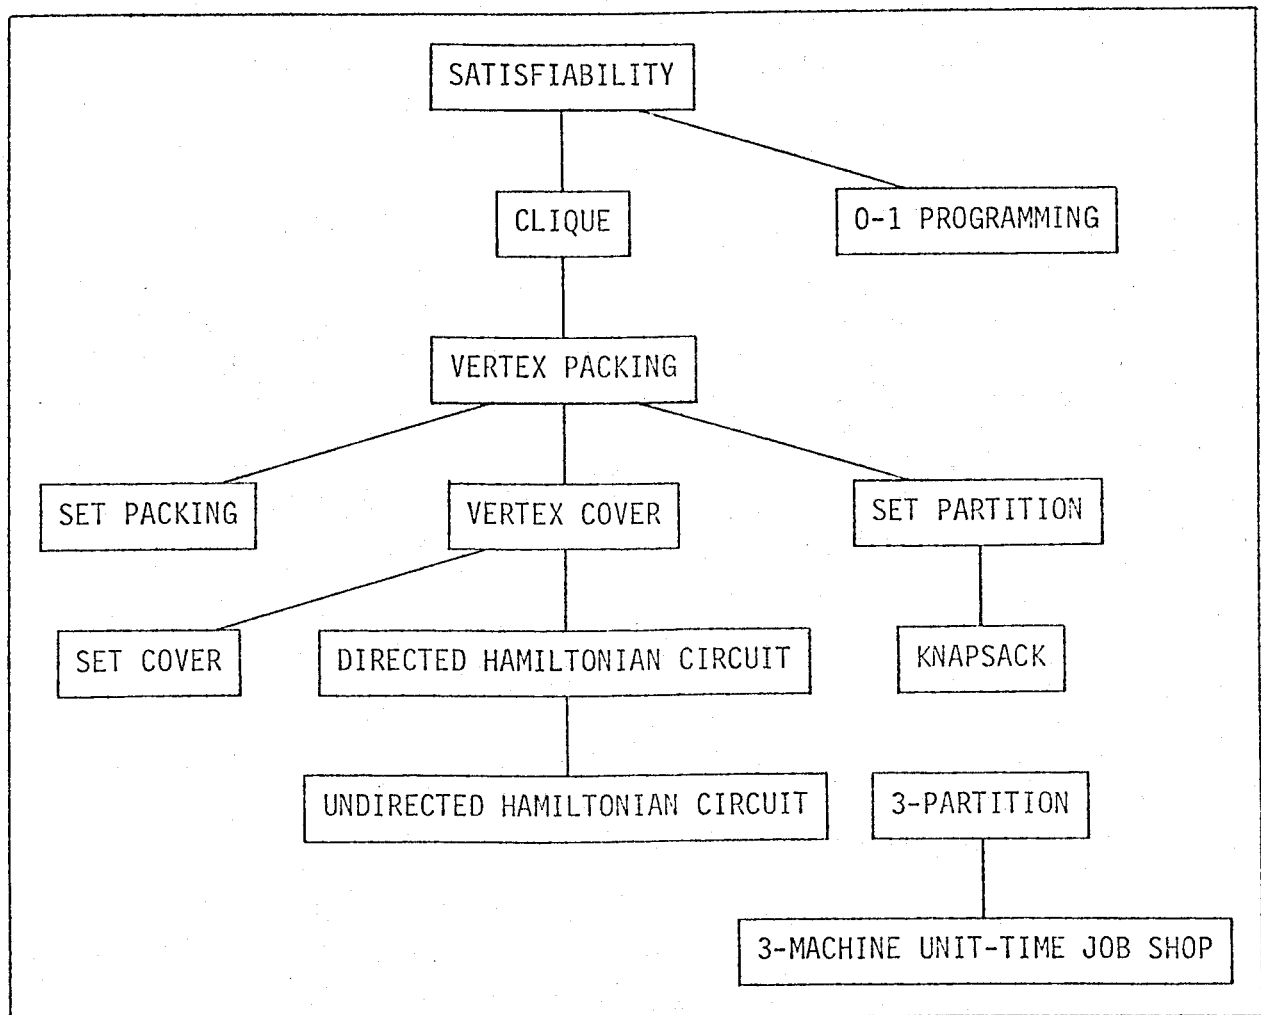 SATISFIABILITY
CLIQUE
0-1 PROGRAMMING
VERTEX PACKING
SET PACKING
VERTEX COVER
SET PARTITION
SET COVER
DIRECTED HAMILTONIAN CIRCUIT
KNAPSACK
UNDIRECTED HAMILTONIAN CIRCUIT
3-PARTITION
3-MACHINE UNIT-TIME JOB SHOP